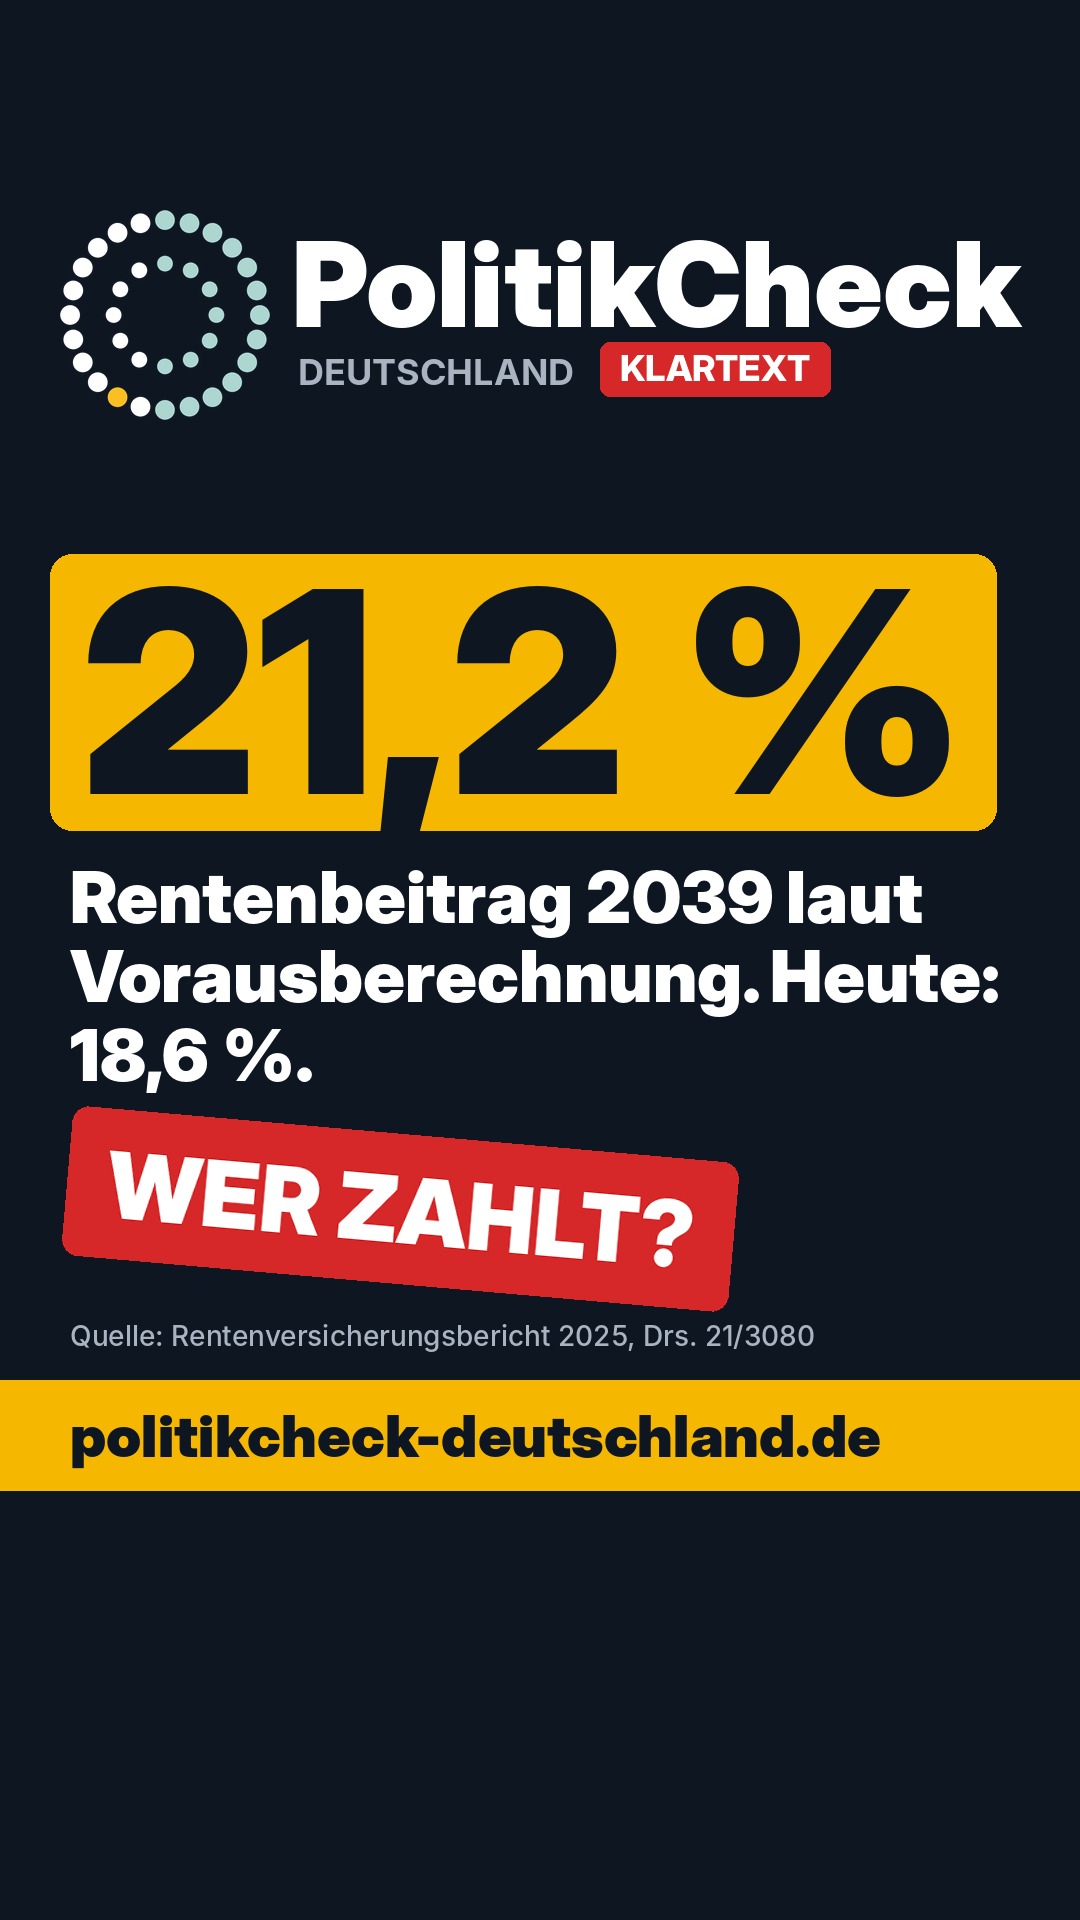 PolitikCheck
DEUTSCHLAND KLARTEXT
21,2 %
Rentenbeitrag 2039 laut
Vorausberechnung. Heute:
18,6 %.
WER ZAHLT?
Quelle: Rentenversicherungsbericht 2025, Drs. 21/3080
politikcheck-deutschland.de